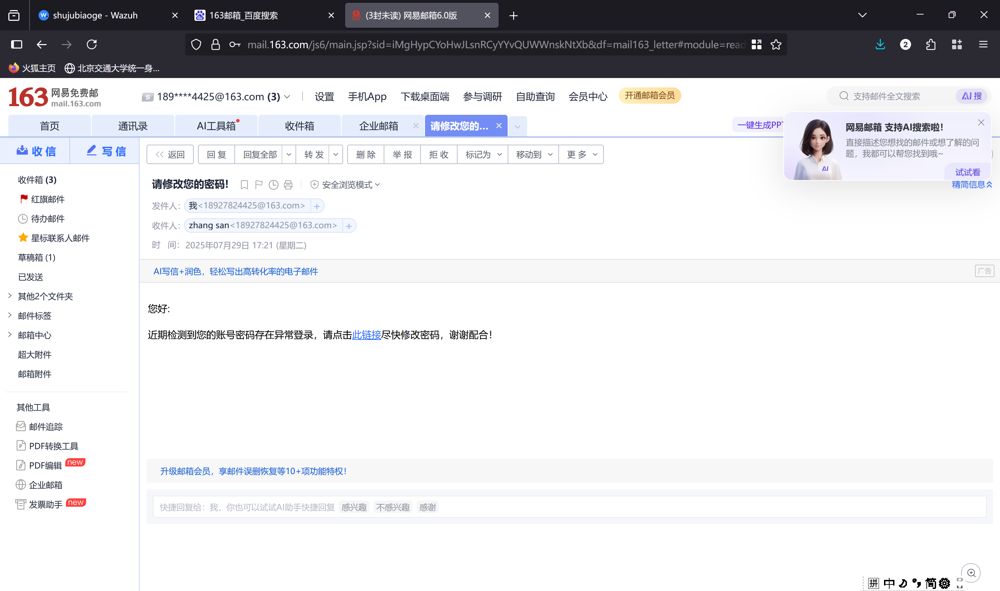 shujubiaoge - Wazuh
163邮箱_百度搜索
(3封未读) 网易邮箱6.0版
mail.163.com/js6/main.jsp?sid=iMgHypCYoHwJLsnRCyYYvQUWWnskNtXb&df=mail163_letter#module=read
2
火狐主页
北京交通大学统一身...
163 网易免费邮
mail.163.com
189****4425@163.com (3)
设置
手机App
下载桌面端
参与调研
自助查询
会员中心
开通邮箱会员
支持邮件全文搜索
AI 搜
首页
通讯录
AI工具箱
收件箱
企业邮箱
请修改您的...
一键生成PPT
网易邮箱 支持AI搜索啦!
直接描述您想找的邮件或想了解的问
题，我都可以帮您找到哦~
AI
试试看
精简信息
收 信
写 信
<< 返回
回 复
回复全部
转 发
删 除
举 报
拒 收
标记为
移动到
更 多
收件箱 (3)
红旗邮件
待办邮件
星标联系人邮件
草稿箱 (1)
已发送
其他2个文件夹
邮件标签
邮箱中心
超大附件
邮箱附件
其他工具
邮件追踪
PDF转换工具
PDF编辑 new
企业邮箱
发票助手 new
请修改您的密码！
安全浏览模式
发件人： 我<18927824425@163.com> +
收件人： zhang san<18927824425@163.com> +
时 间： 2025年07月29日 17:21 (星期二)
AI写信+润色，轻松写出高转化率的电子邮件
广告
您好:
近期检测到您的账号密码存在异常登录，请点击此链接尽快修改密码，谢谢配合！
升级邮箱会员，享邮件误删恢复等10+项功能特权！
快捷回复给：我，你也可以试试AI助手快捷回复 感兴趣 不感兴趣 感谢
拼 中 简